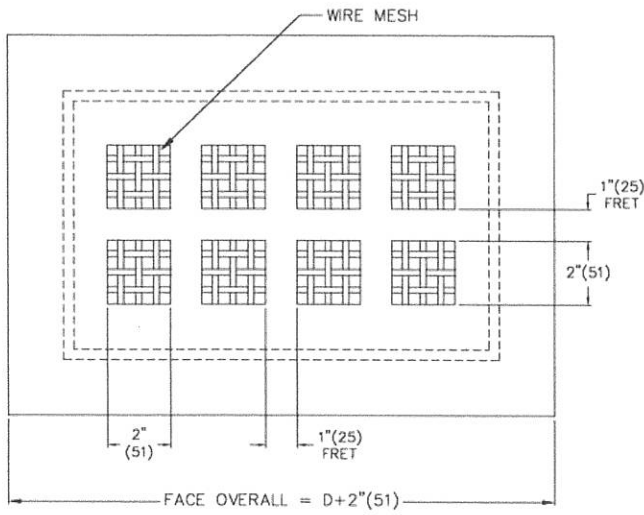 WIRE MESH
1"(25)
FRET
2"(51)
2"
(51)
1"(25)
FRET
FACE OVERALL = D+2"(51)